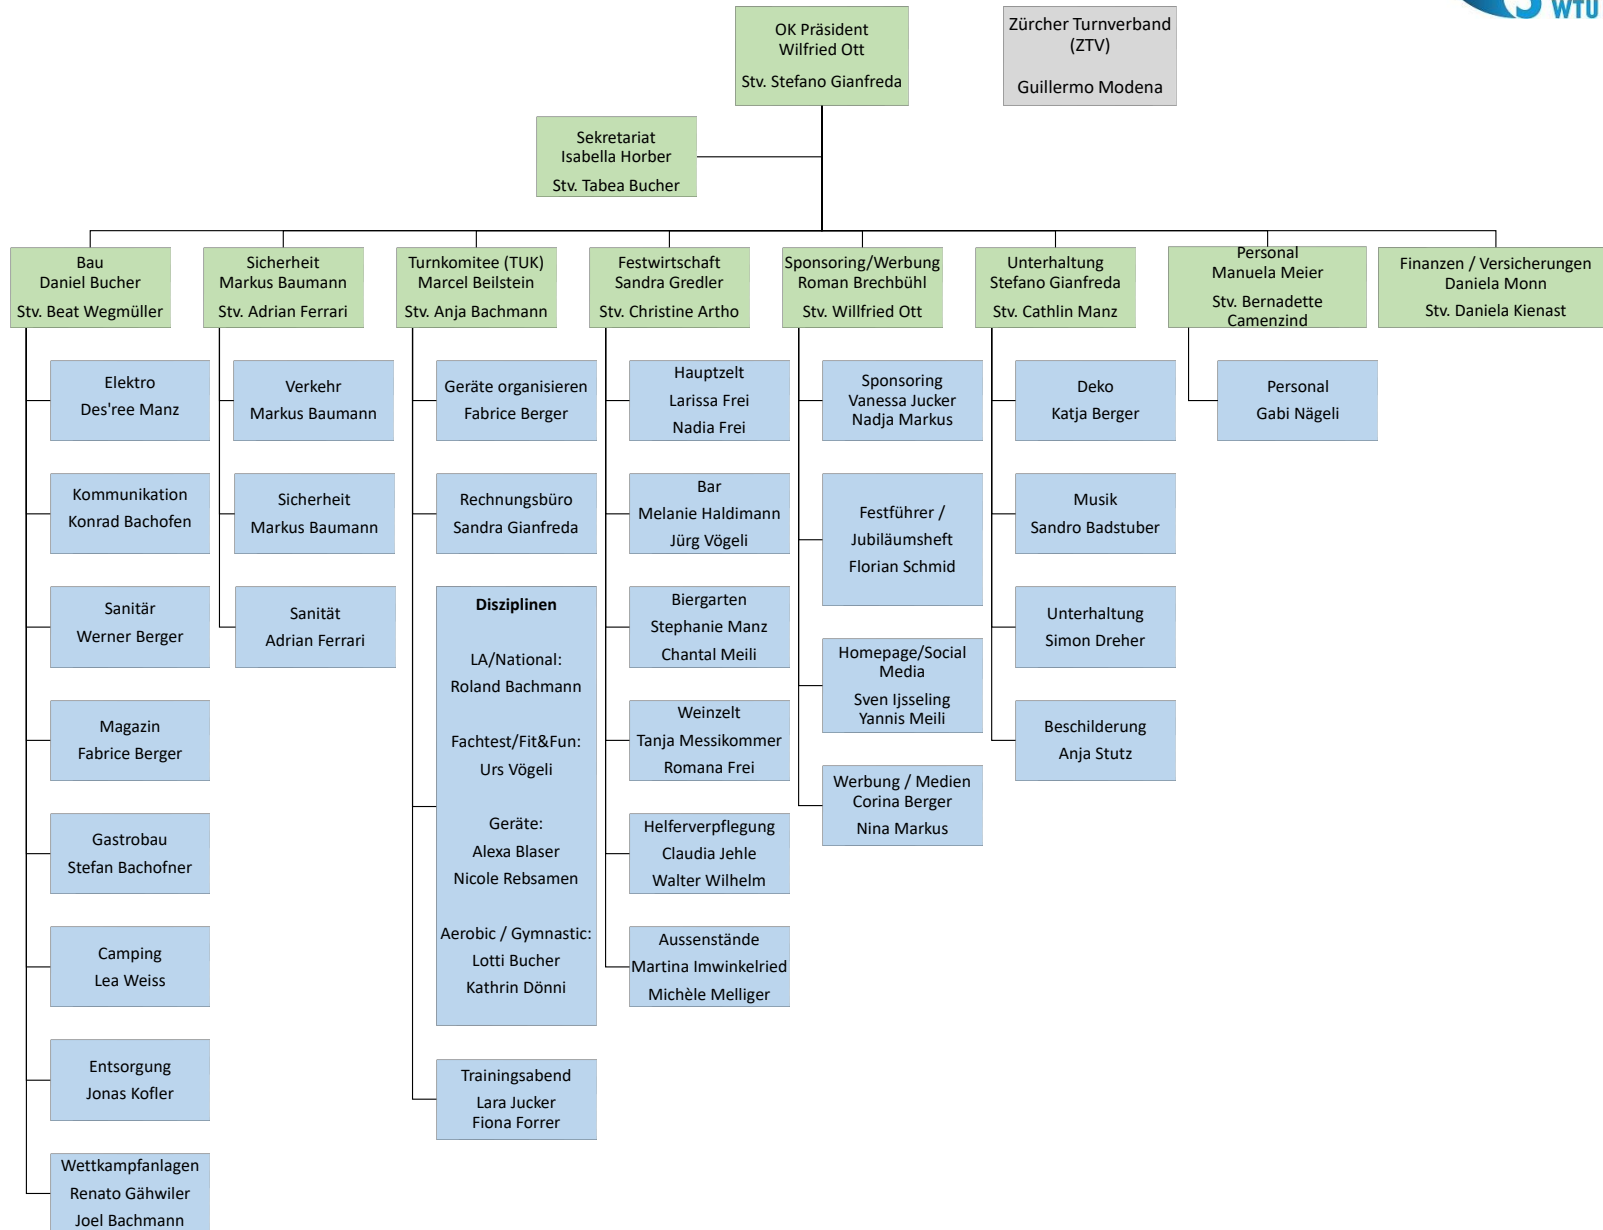 WTU
OK Präsident
Wilfried Ott
Stv. Stefano Gianfreda
Zürcher Turnverband
(ZTV)
Guillermo Modena
Sekretariat
Isabella Horber
Stv. Tabea Bucher
Bau
Daniel Bucher
Stv. Beat Wegmüller
Sicherheit
Markus Baumann
Stv. Adrian Ferrari
Turnkomitee (TUK)
Marcel Beilstein
Stv. Anja Bachmann
Festwirtschaft
Sandra Gredler
Stv. Christine Artho
Sponsoring/Werbung
Roman Brechbühl
Stv. Willfried Ott
Unterhaltung
Stefano Gianfreda
Stv. Cathlin Manz
Personal
Manuela Meier
Stv. Bernadette
Camenzind
Finanzen / Versicherungen
Daniela Monn
Stv. Daniela Kienast
Elektro
Des'ree Manz
Kommunikation
Konrad Bachofen
Sanitär
Werner Berger
Magazin
Fabrice Berger
Gastrobau
Stefan Bachofner
Camping
Lea Weiss
Entsorgung
Jonas Kofler
Wettkampfanlagen
Renato Gähwiler
Joel Bachmann
Verkehr
Markus Baumann
Sicherheit
Markus Baumann
Sanität
Adrian Ferrari
Geräte organisieren
Fabrice Berger
Rechnungsbüro
Sandra Gianfreda
Disziplinen
LA/National:
Roland Bachmann
Fachtest/Fit&Fun:
Urs Vögeli
Geräte:
Alexa Blaser
Nicole Rebsamen
Aerobic / Gymnastic:
Lotti Bucher
Kathrin Dönni
Trainingsabend
Lara Jucker
Fiona Forrer
Hauptzelt
Larissa Frei
Nadia Frei
Bar
Melanie Haldimann
Jürg Vögeli
Biergarten
Stephanie Manz
Chantal Meili
Weinzelt
Tanja Messikommer
Romana Frei
Helferverpflegung
Claudia Jehle
Walter Wilhelm
Aussenstände
Martina Imwinkelried
Michèle Melliger
Sponsoring
Vanessa Jucker
Nadja Markus
Festführer /
Jubiläumsheft
Florian Schmid
Homepage/Social
Media
Sven Ijsseling
Yannis Meili
Werbung / Medien
Corina Berger
Nina Markus
Deko
Katja Berger
Musik
Sandro Badstuber
Unterhaltung
Simon Dreher
Beschilderung
Anja Stutz
Personal
Gabi Nägeli